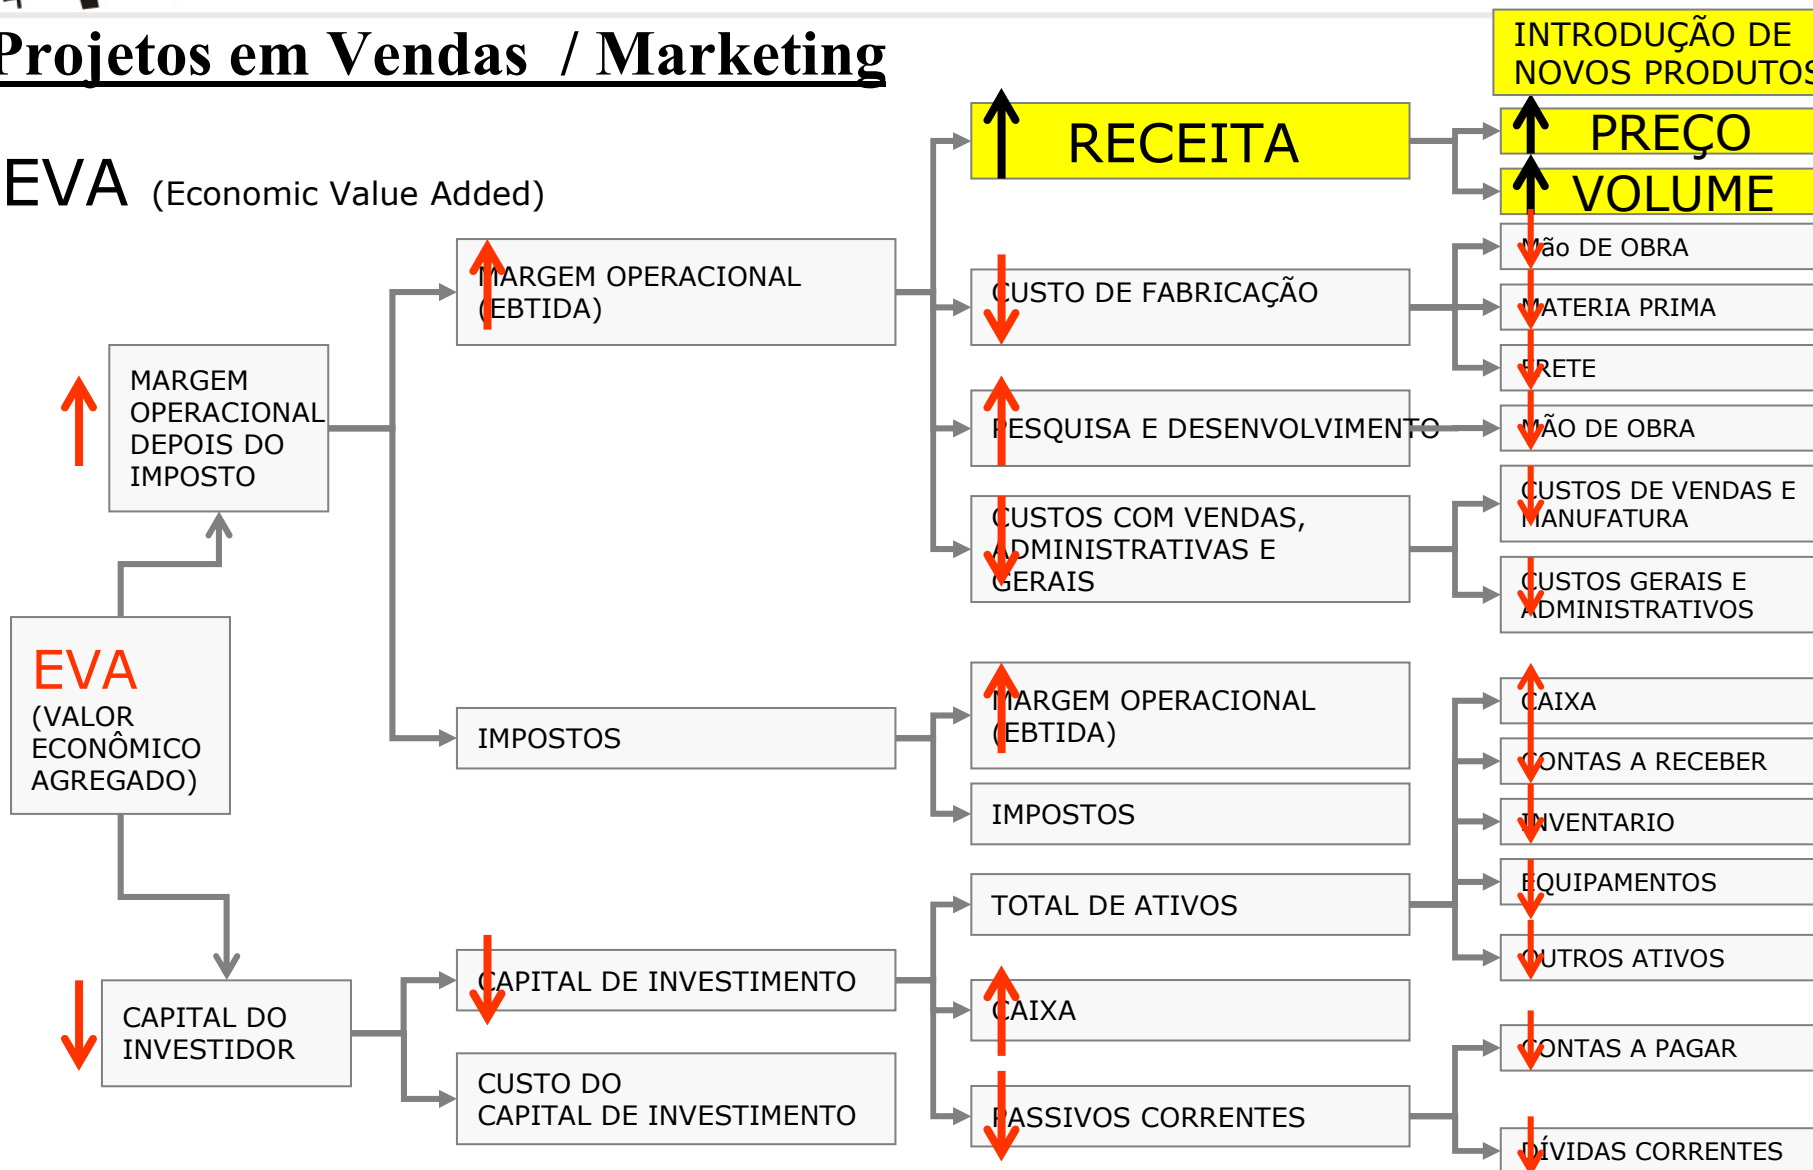 Projetos em Vendas / Marketing
INTRODUÇÃO DE
NOVOS PRODUTOS
EVA (Economic Value Added)
RECEITA
PREÇO
VOLUME
MARGEM OPERACIONAL
(EBTIDA)
CUSTO DE FABRICAÇÃO
Mão DE OBRA
MATERIA PRIMA
FRETE
MARGEM
OPERACIONAL
DEPOIS DO
IMPOSTO
PESQUISA E DESENVOLVIMENTO
MÃO DE OBRA
CUSTOS COM VENDAS,
ADMINISTRATIVAS E
GERAIS
CUSTOS DE VENDAS E
MANUFATURA
CUSTOS GERAIS E
ADMINISTRATIVOS
EVA
(VALOR
ECONÔMICO
AGREGADO)
IMPOSTOS
MARGEM OPERACIONAL
(EBTIDA)
IMPOSTOS
CAIXA
CONTAS A RECEBER
INVENTARIO
EQUIPAMENTOS
OUTROS ATIVOS
TOTAL DE ATIVOS
CAPITAL DO
INVESTIDOR
CAPITAL DE INVESTIMENTO
CUSTO DO
CAPITAL DE INVESTIMENTO
CAIXA
PASSIVOS CORRENTES
CONTAS A PAGAR
DÍVIDAS CORRENTES